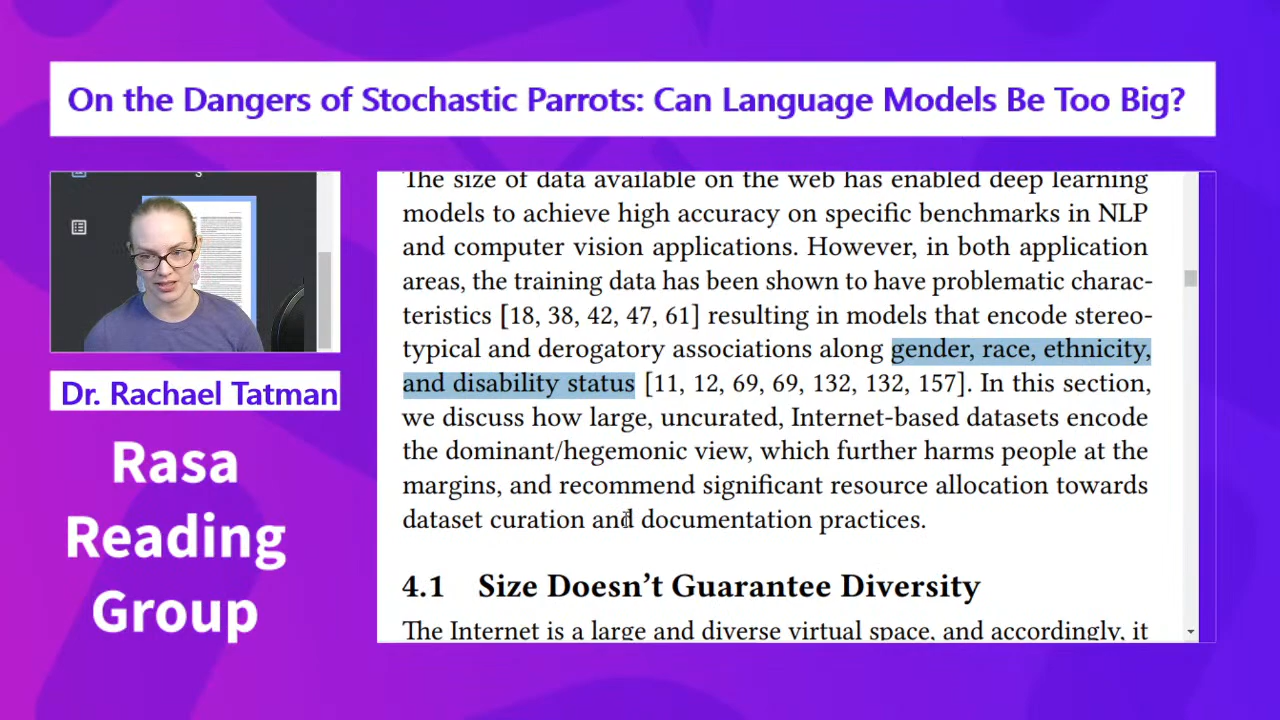 On the Dangers of Stochastic Parrots: Can Language Models Be Too Big?
Dr. Rachael Tatman
Rasa
Reading
Group
The size of data available on the web has enabled deep learning
models to achieve high accuracy on specific benchmarks in NLP
and computer vision applications. However, in both application
areas, the training data has been shown to have problematic charac-
teristics [18, 38, 42, 47, 61] resulting in models that encode stereo-
typical and derogatory associations along gender, race, ethnicity,
and disability status [11, 12, 69, 69, 132, 132, 157]. In this section,
we discuss how large, uncurated, Internet-based datasets encode
the dominant/hegemonic view, which further harms people at the
margins, and recommend significant resource allocation towards
dataset curation and documentation practices.
4.1 Size Doesn't Guarantee Diversity
The Internet is a large and diverse virtual space, and accordingly, it